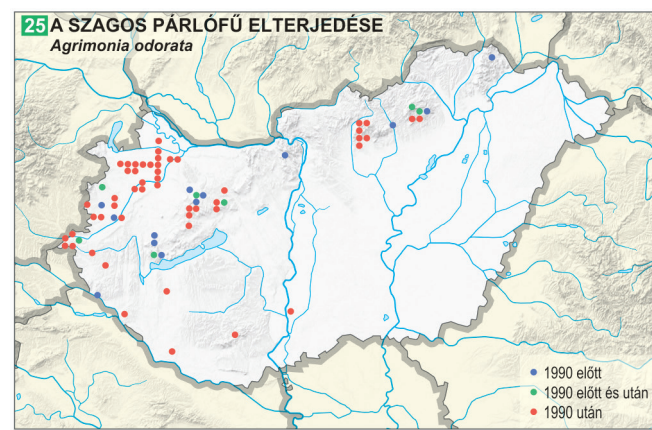 25 A SZAGOS PÁRLÓFŰ ELTERJEDÉSE
Agrimonia odorata
1990 előtt
1990 előtt és után
1990 után